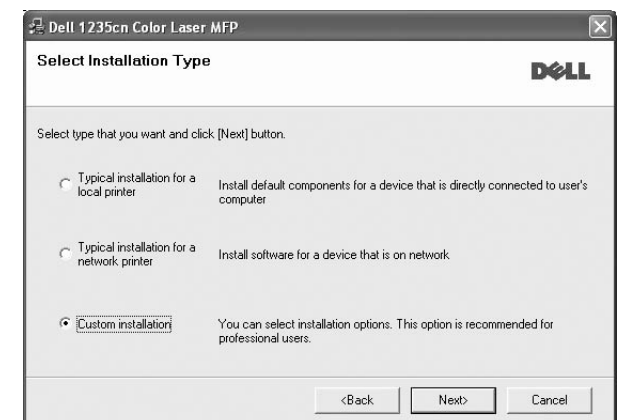 Dell 1235cn Color Laser MFP
Select Installation Type
DELL
Select type that you want and click [Next] button.
Typical installation for a
local printer
Install default components for a device that is directly connected to user's
computer
Typical installation for a
network printer
Install software for a device that is on network
Custom installation
You can select installation options. This option is recommended for
professional users.
<Back
Next>
Cancel